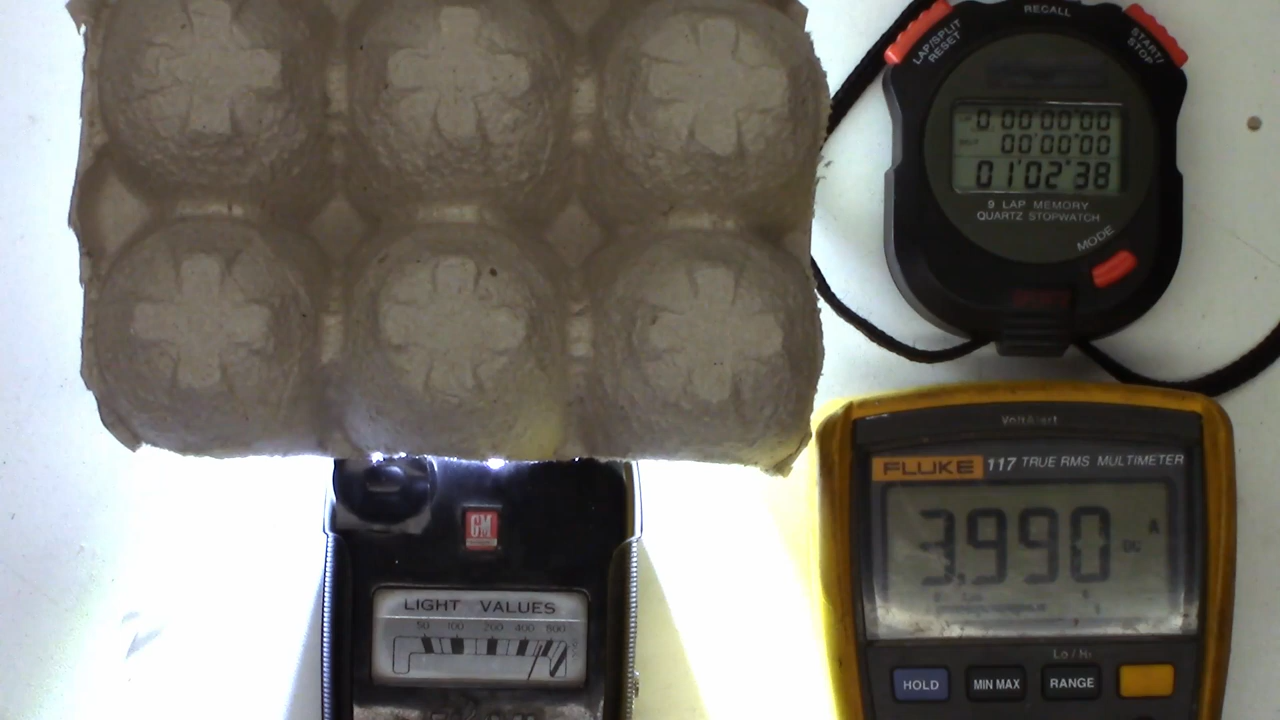 RECALL
LAP/SPLIT
RESET
START/
STOP
0 00'00"00
00'00"00
01'02"38
9 LAP MEMORY
QUARTZ STOPWATCH
MODE
VoltAlert
FLUKE 117 TRUE RMS MULTIMETER
3.990 A
DC
Lo / Hi
HOLD MIN MAX RANGE
GM
LIGHT VALUES
50 100 200 400 800